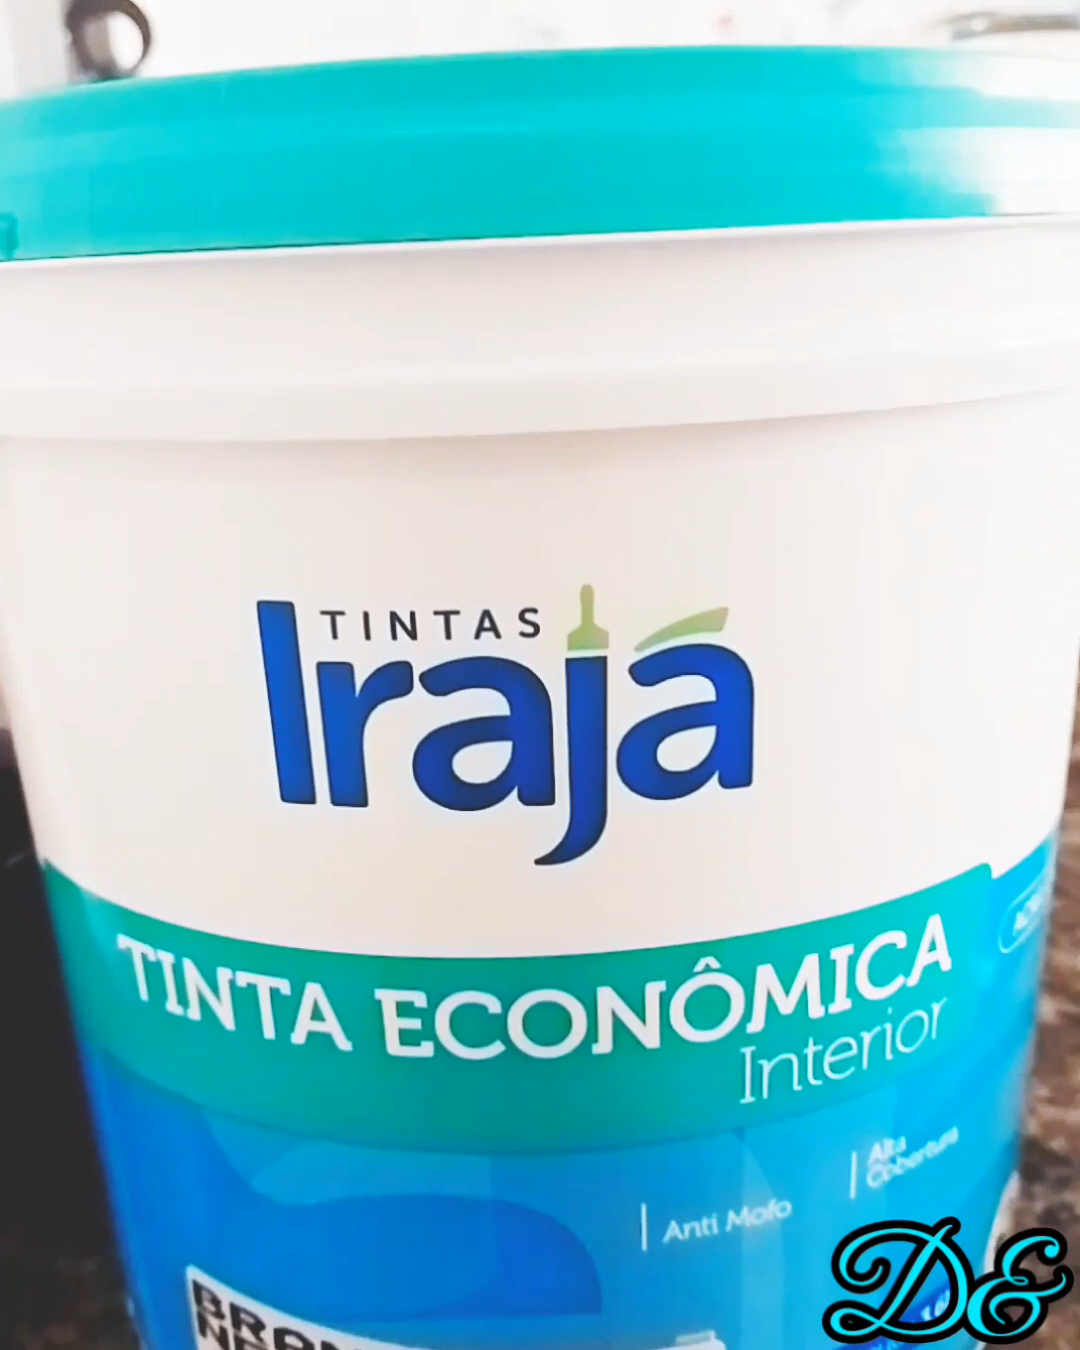 TINTAS
Irajá
TINTA ECONÔMICA
Interior
Alta
Cobertura
Anti Mofo
DE